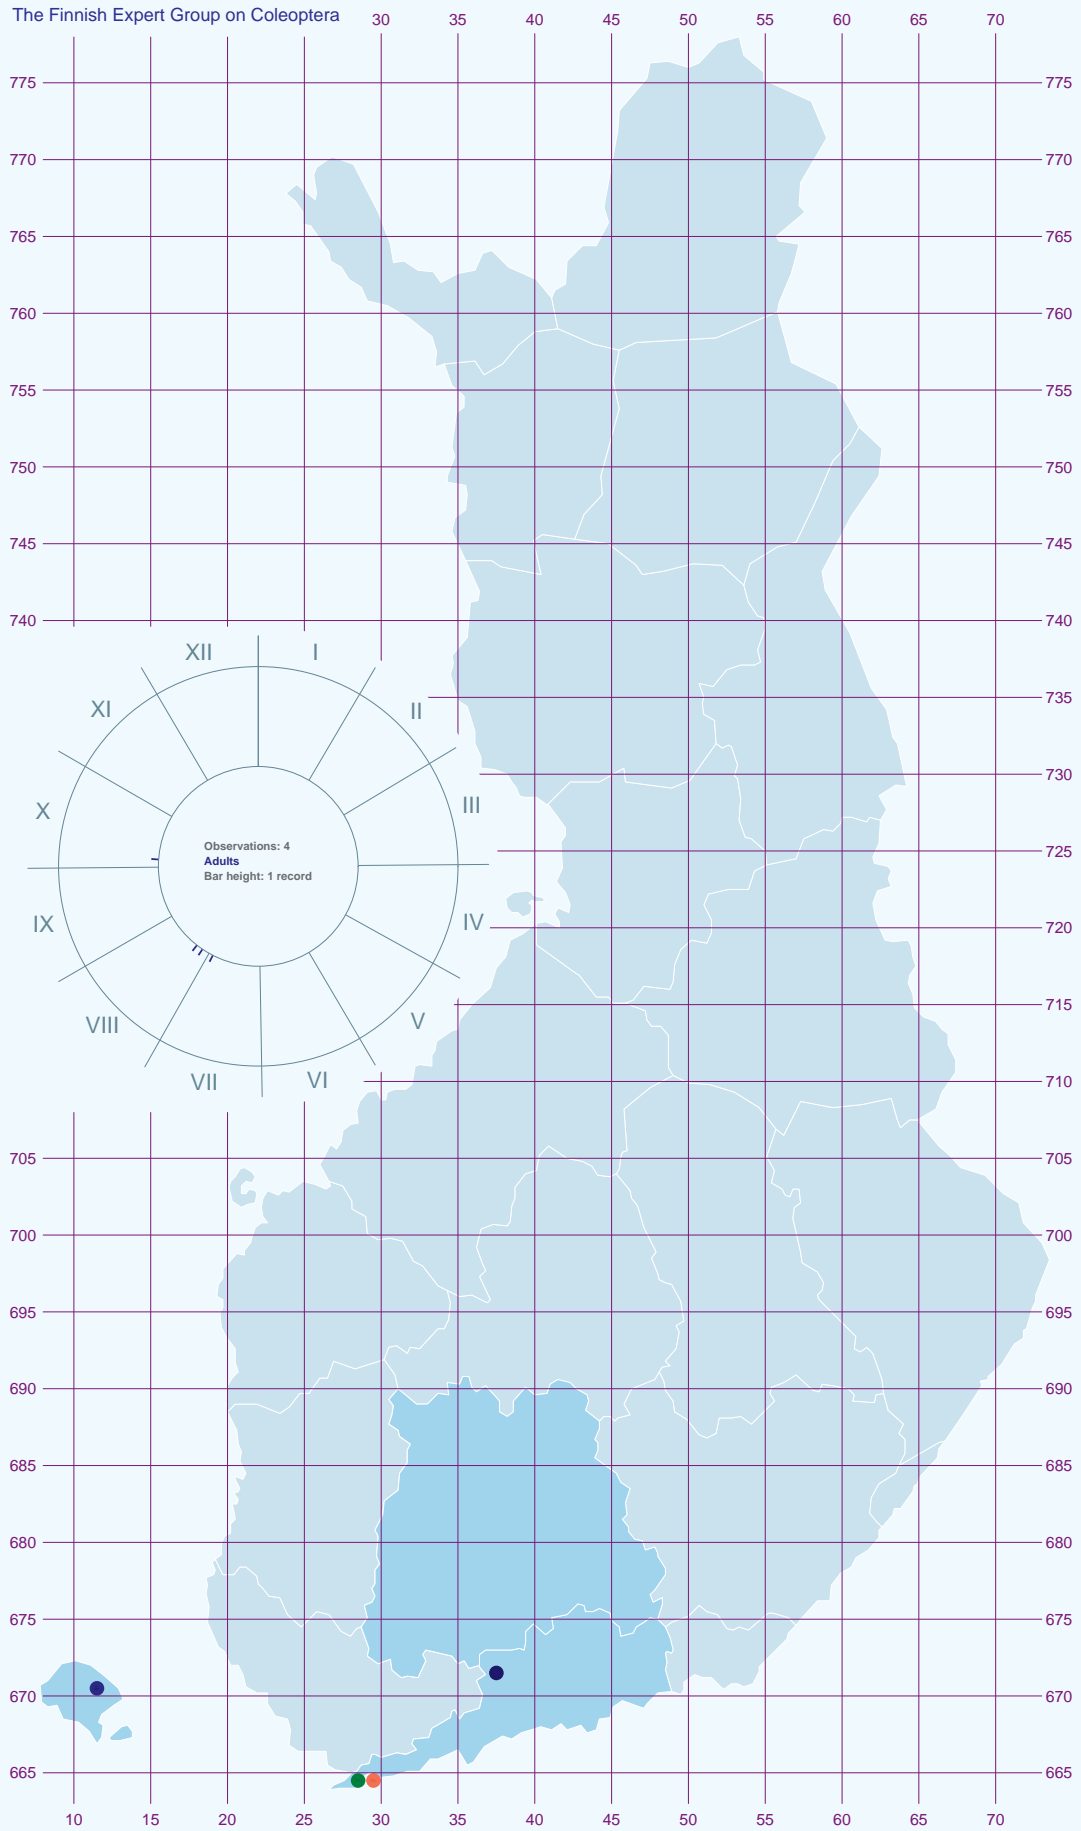 The Finnish Expert Group on Coleoptera
30 35 40 45 50 55 60 65 70
775 775
770 770
765 765
760 760
755 755
750 750
745 745
740 740
XII I
XI II
735
730
X III
Observations: 4
Adults
Bar height: 1 record
725
IX IV
720
715
VIII V
VII VI
710
705 705
700 700
695 695
690 690
685 685
680 680
675 675
670 670
665 665
10 15 20 25 30 35 40 45 50 55 60 65 70